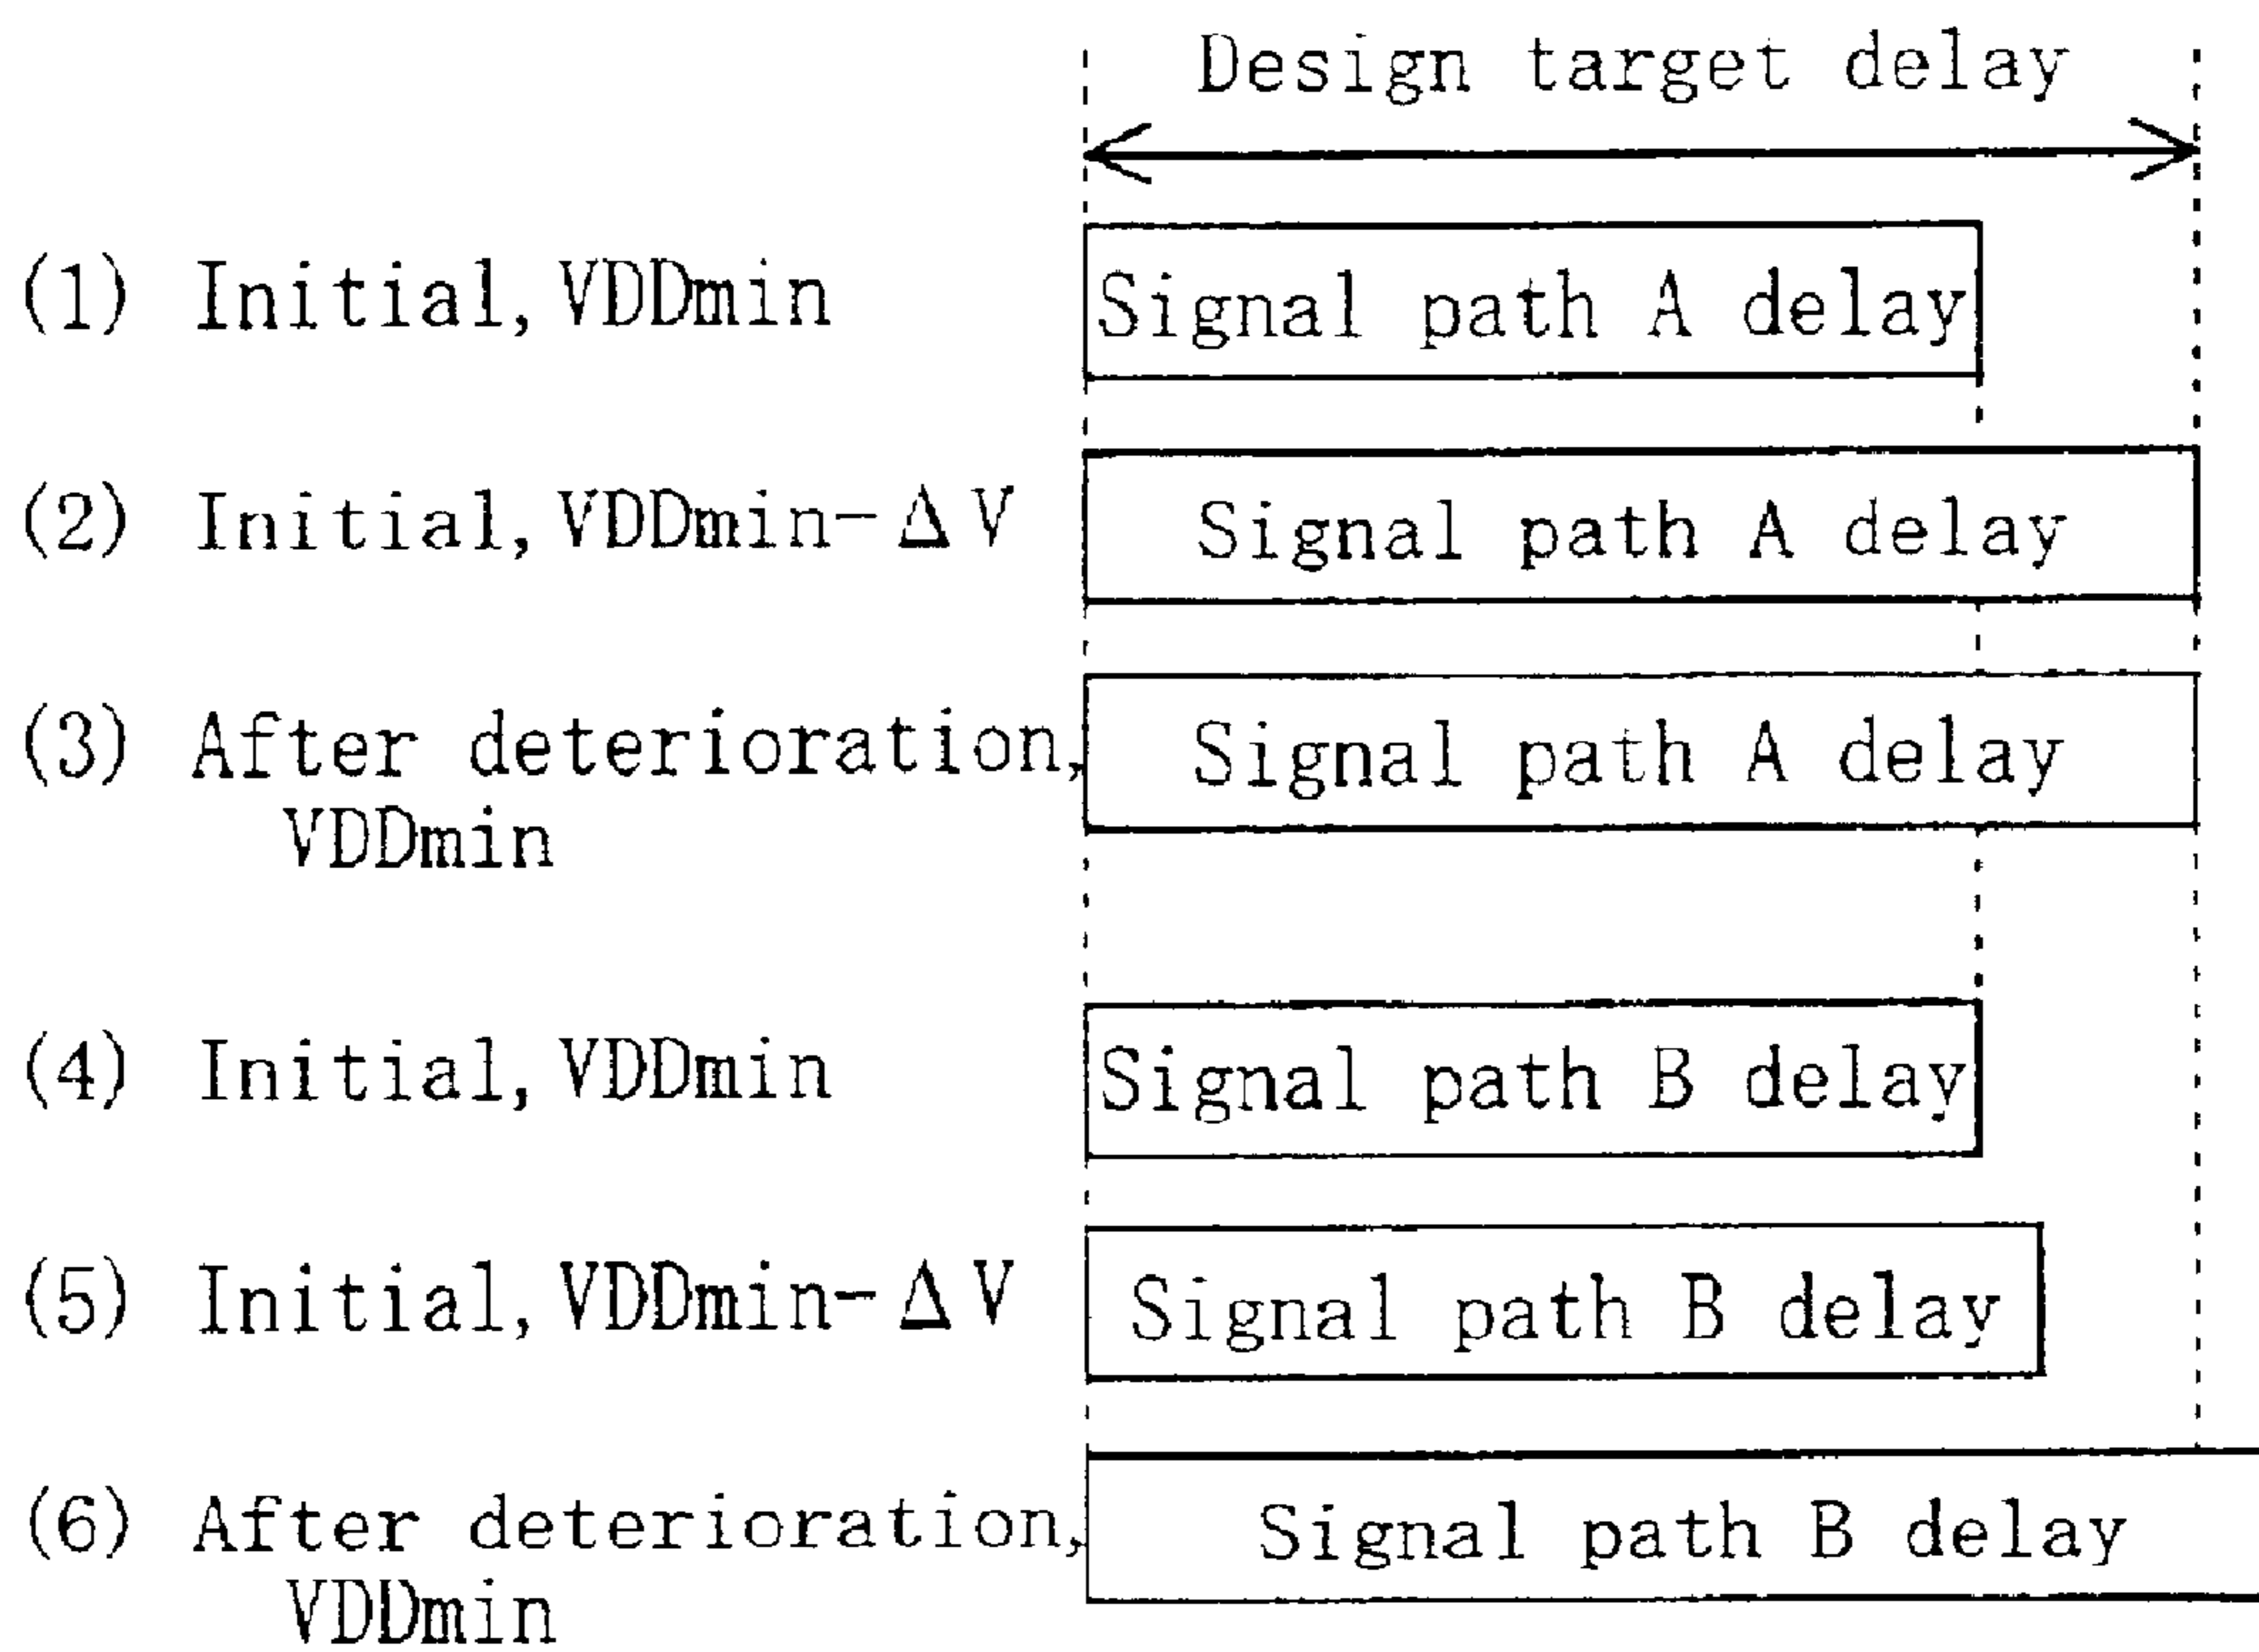 Design target delay
(1) Initial, VDDmin
Signal path A delay
(2) Initial, VDDmin-ΔV
Signal path A delay
(3) After deterioration,
VDDmin
Signal path A delay
(4) Initial, VDDmin
Signal path B delay
(5) Initial, VDDmin-ΔV
Signal path B delay
(6) After deterioration,
VDDmin
Signal path B delay